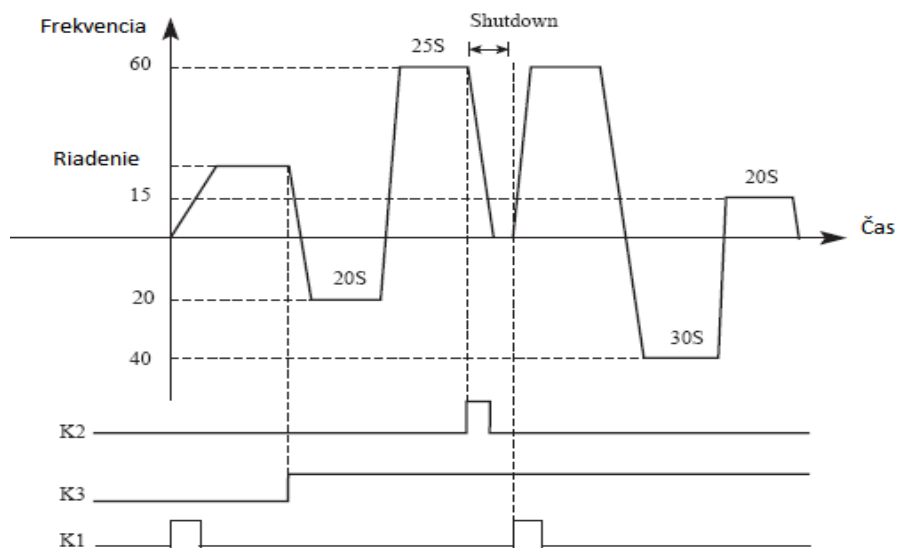 Frekvencia
Shutdown
25S
60
Riadenie
20S
15
Čas
20S
20
30S
40
K2
K3
K1